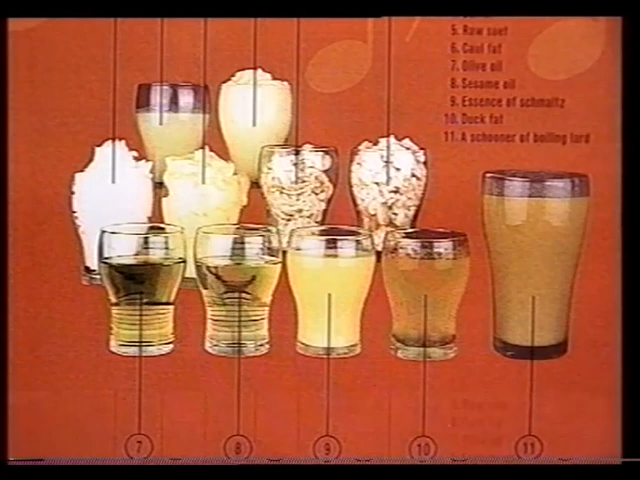 5. Raw suet
6. Caul fat
7. Olive oil
8. Sesame oil
9. Essence of schmaltz
10. Duck fat
11. A schooner of boiling lard
7
8
9
10
11